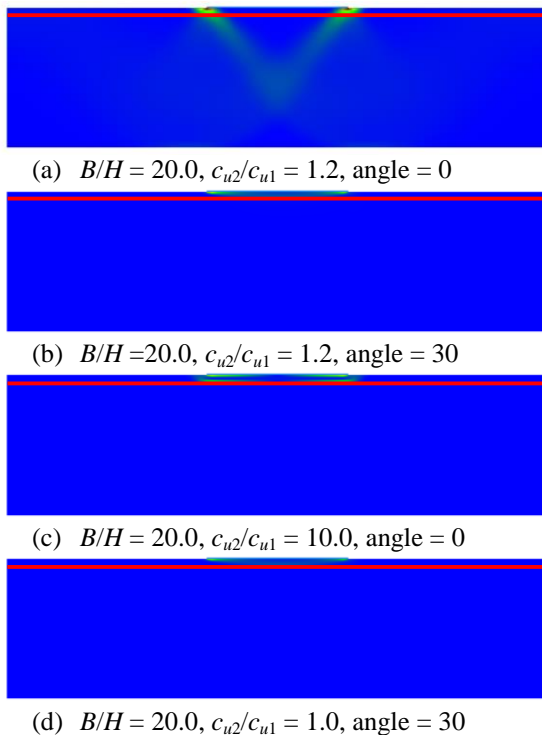 (a) B/H = 20.0, cu2/cu1 = 1.2, angle = 0
(b) B/H =20.0, cu2/cu1 = 1.2, angle = 30
(c) B/H = 20.0, cu2/cu1 = 10.0, angle = 0
(d) B/H = 20.0, cu2/cu1 = 1.0, angle = 30